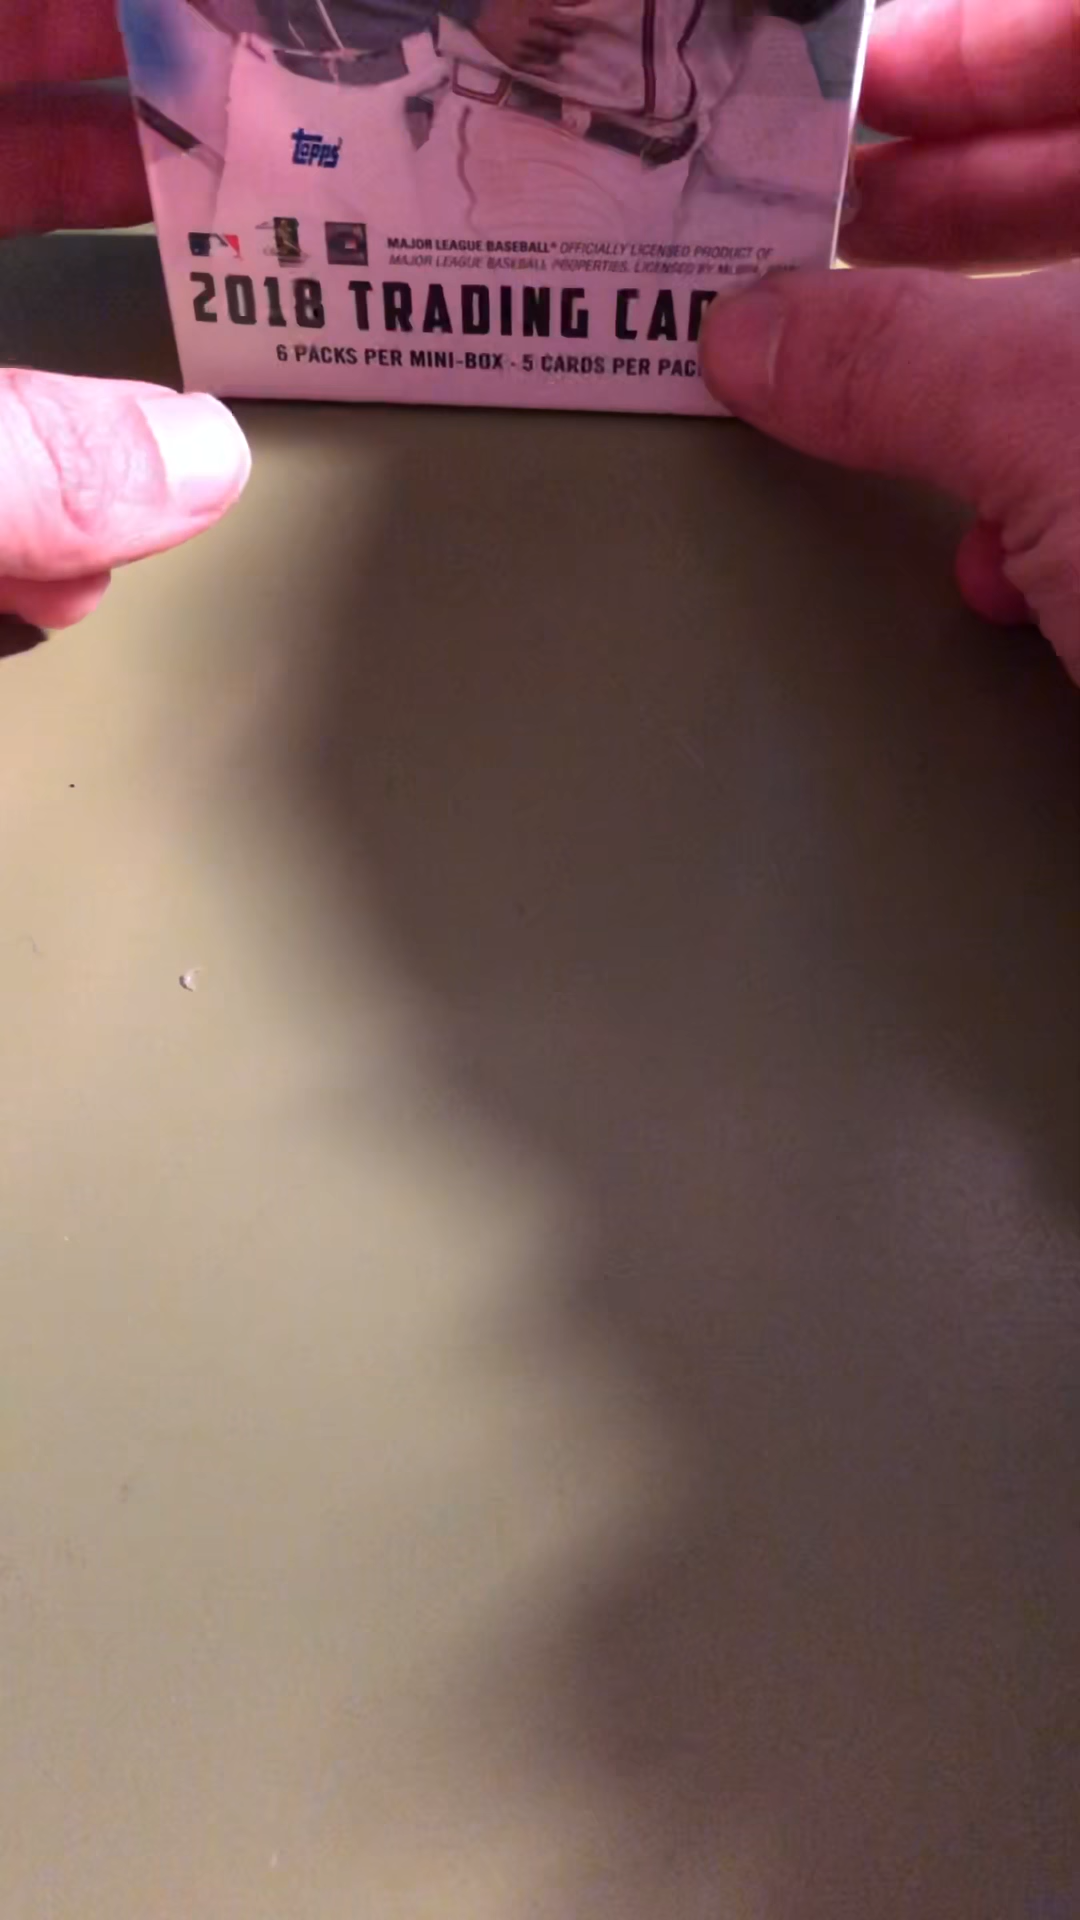 Topps
MAJOR LEAGUE BASEBALL® OFFICIALLY LICENSED PRODUCT OF
MAJOR LEAGUE BASEBALL PROPERTIES. LICENSED BY MLBPA.
2018 TRADING CAR
6 PACKS PER MINI-BOX - 5 CARDS PER PAC